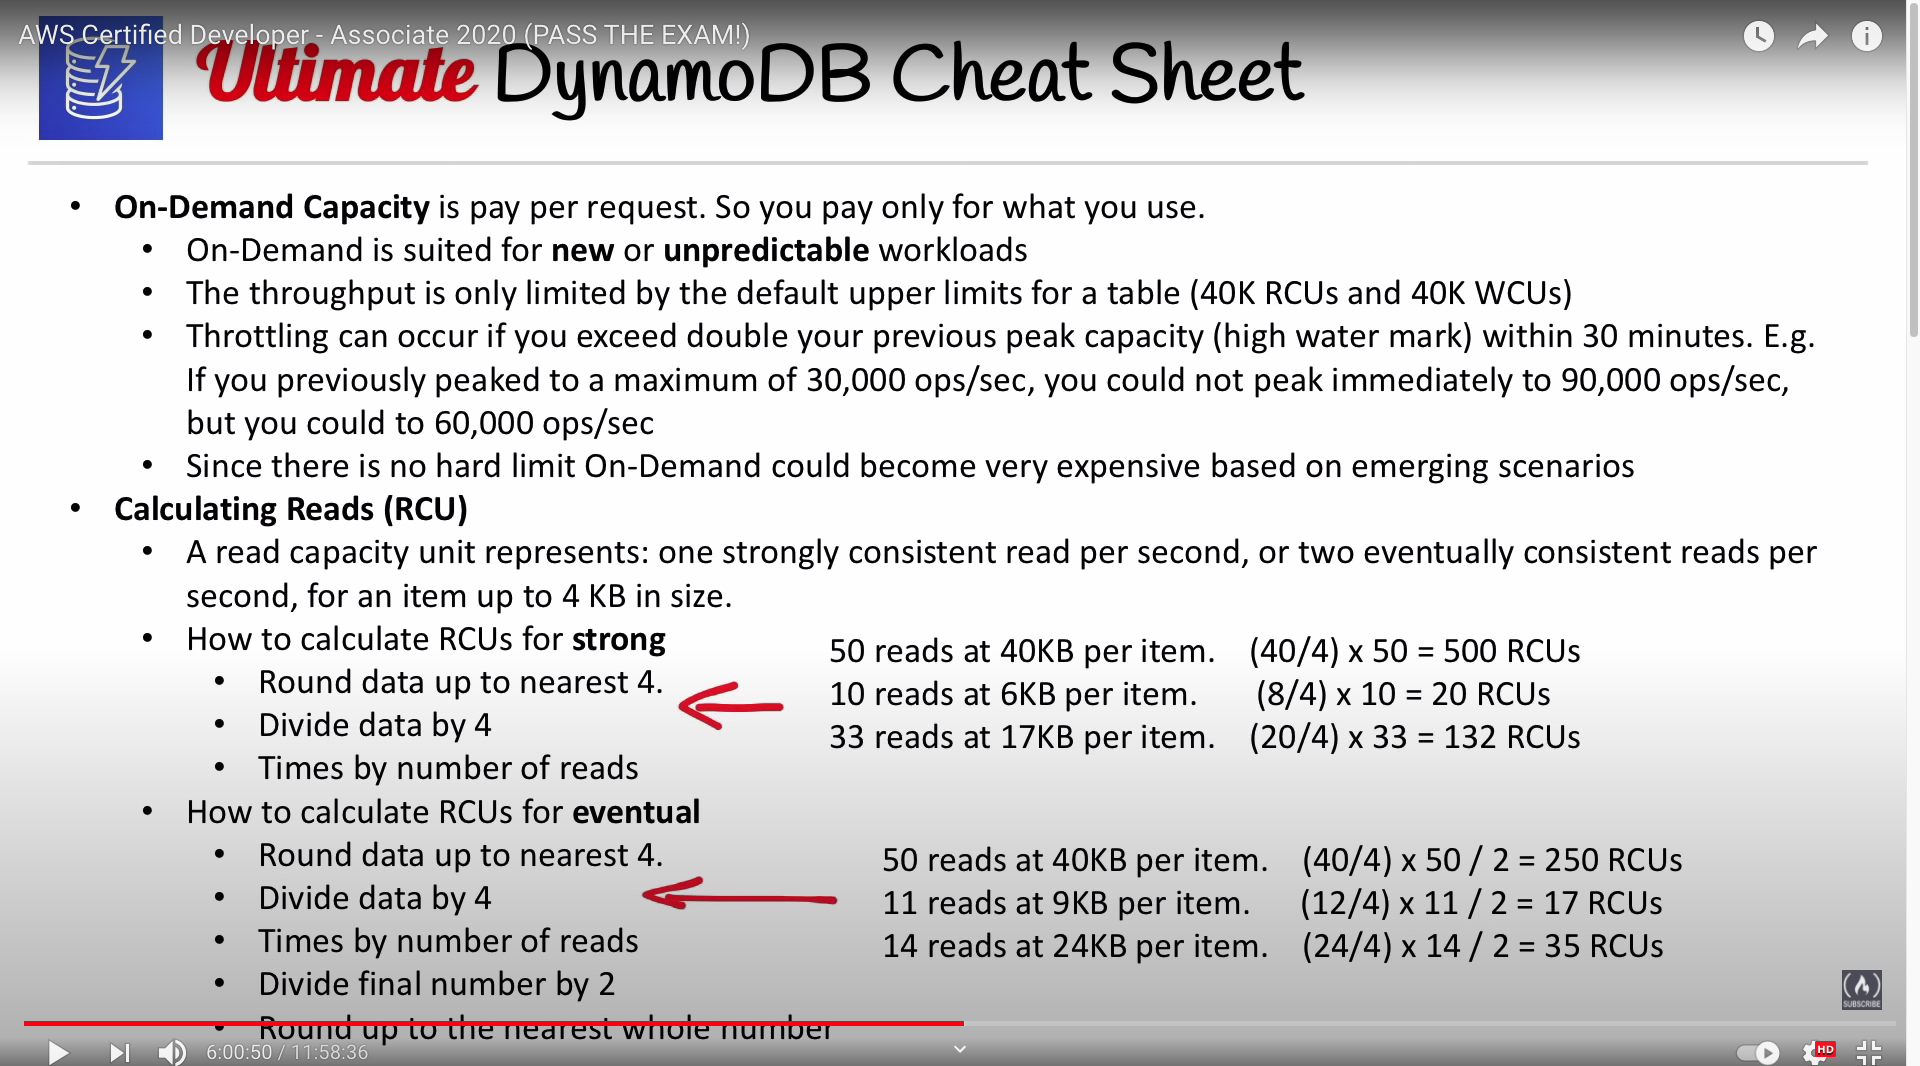 AWS Certified Developer - Associate 2020 (PASS THE EXAM!)
Ultimate DynamoDB Cheat Sheet
• On-Demand Capacity is pay per request. So you pay only for what you use.
• On-Demand is suited for new or unpredictable workloads
• The throughput is only limited by the default upper limits for a table (40K RCUs and 40K WCUs)
• Throttling can occur if you exceed double your previous peak capacity (high water mark) within 30 minutes. E.g.
If you previously peaked to a maximum of 30,000 ops/sec, you could not peak immediately to 90,000 ops/sec,
but you could to 60,000 ops/sec
• Since there is no hard limit On-Demand could become very expensive based on emerging scenarios
• Calculating Reads (RCU)
• A read capacity unit represents: one strongly consistent read per second, or two eventually consistent reads per
second, for an item up to 4 KB in size.
• How to calculate RCUs for strong
• Round data up to nearest 4.
• Divide data by 4
• Times by number of reads
50 reads at 40KB per item. (40/4) x 50 = 500 RCUs
10 reads at 6KB per item. (8/4) x 10 = 20 RCUs
33 reads at 17KB per item. (20/4) x 33 = 132 RCUs
• How to calculate RCUs for eventual
• Round data up to nearest 4.
• Divide data by 4
• Times by number of reads
• Divide final number by 2
• Round up to the nearest whole number
50 reads at 40KB per item. (40/4) x 50 / 2 = 250 RCUs
11 reads at 9KB per item. (12/4) x 11 / 2 = 17 RCUs
14 reads at 24KB per item. (24/4) x 14 / 2 = 35 RCUs
SUBSCRIBE
6:00:50 / 11:58:36
HD